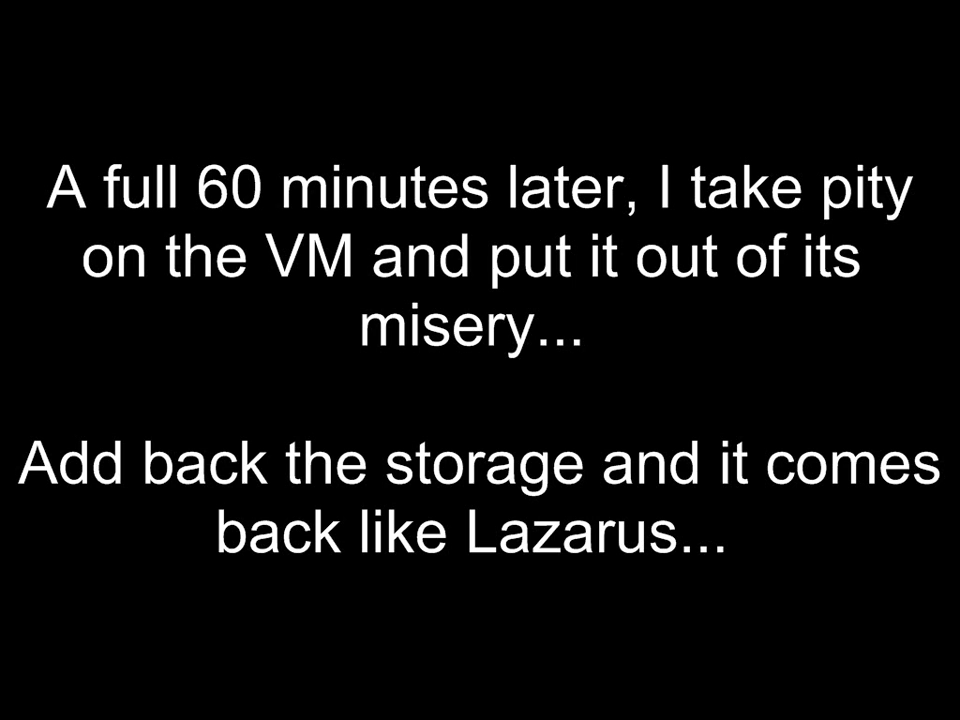 A full 60 minutes later, I take pity
on the VM and put it out of its
misery...
Add back the storage and it comes
back like Lazarus...